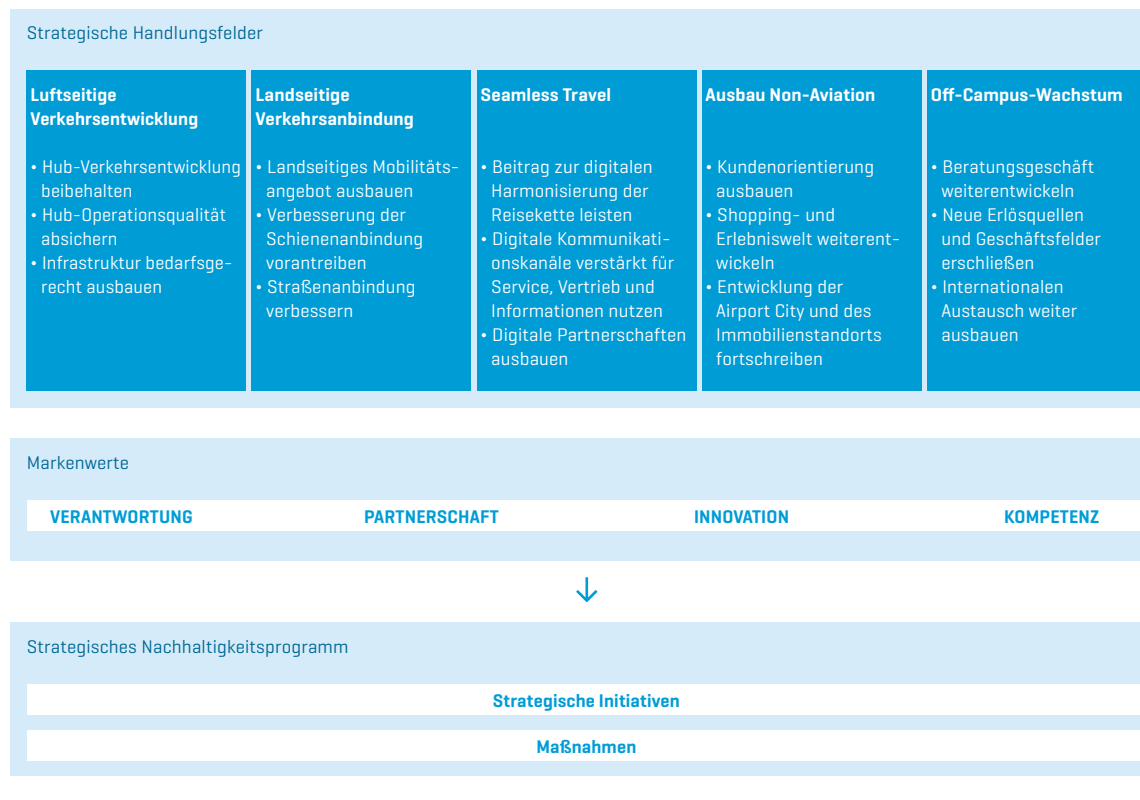 Strategische Handlungsfelder
Luftseitige
Verkehrsentwicklung
• Hub-Verkehrsentwicklung
beibehalten
• Hub-Operationsqualität
absichern
• Infrastruktur bedarfsge-
recht ausbauen
Landseitige
Verkehrsanbindung
• Landseitiges Mobilitäts-
angebot ausbauen
• Verbesserung der
Schienenanbindung
vorantreiben
• Straßenanbindung
verbessern
Seamless Travel
• Beitrag zur digitalen
Harmonisierung der
Reisekette leisten
• Digitale Kommunikati-
onskanäle verstärkt für
Service, Vertrieb und
Informationen nutzen
• Digitale Partnerschaften
ausbauen
Ausbau Non-Aviation
• Kundenorientierung
ausbauen
• Shopping- und
Erlebniswelt weiterent-
wickeln
• Entwicklung der
Airport City und des
Immobilienstandorts
fortschreiben
Off-Campus-Wachstum
• Beratungsgeschäft
weiterentwickeln
• Neue Erlösquellen
und Geschäftsfelder
erschließen
• Internationalen
Austausch weiter
ausbauen
Markenwerte
VERANTWORTUNG PARTNERSCHAFT INNOVATION KOMPETENZ
Strategisches Nachhaltigkeitsprogramm
Strategische Initiativen
Maßnahmen